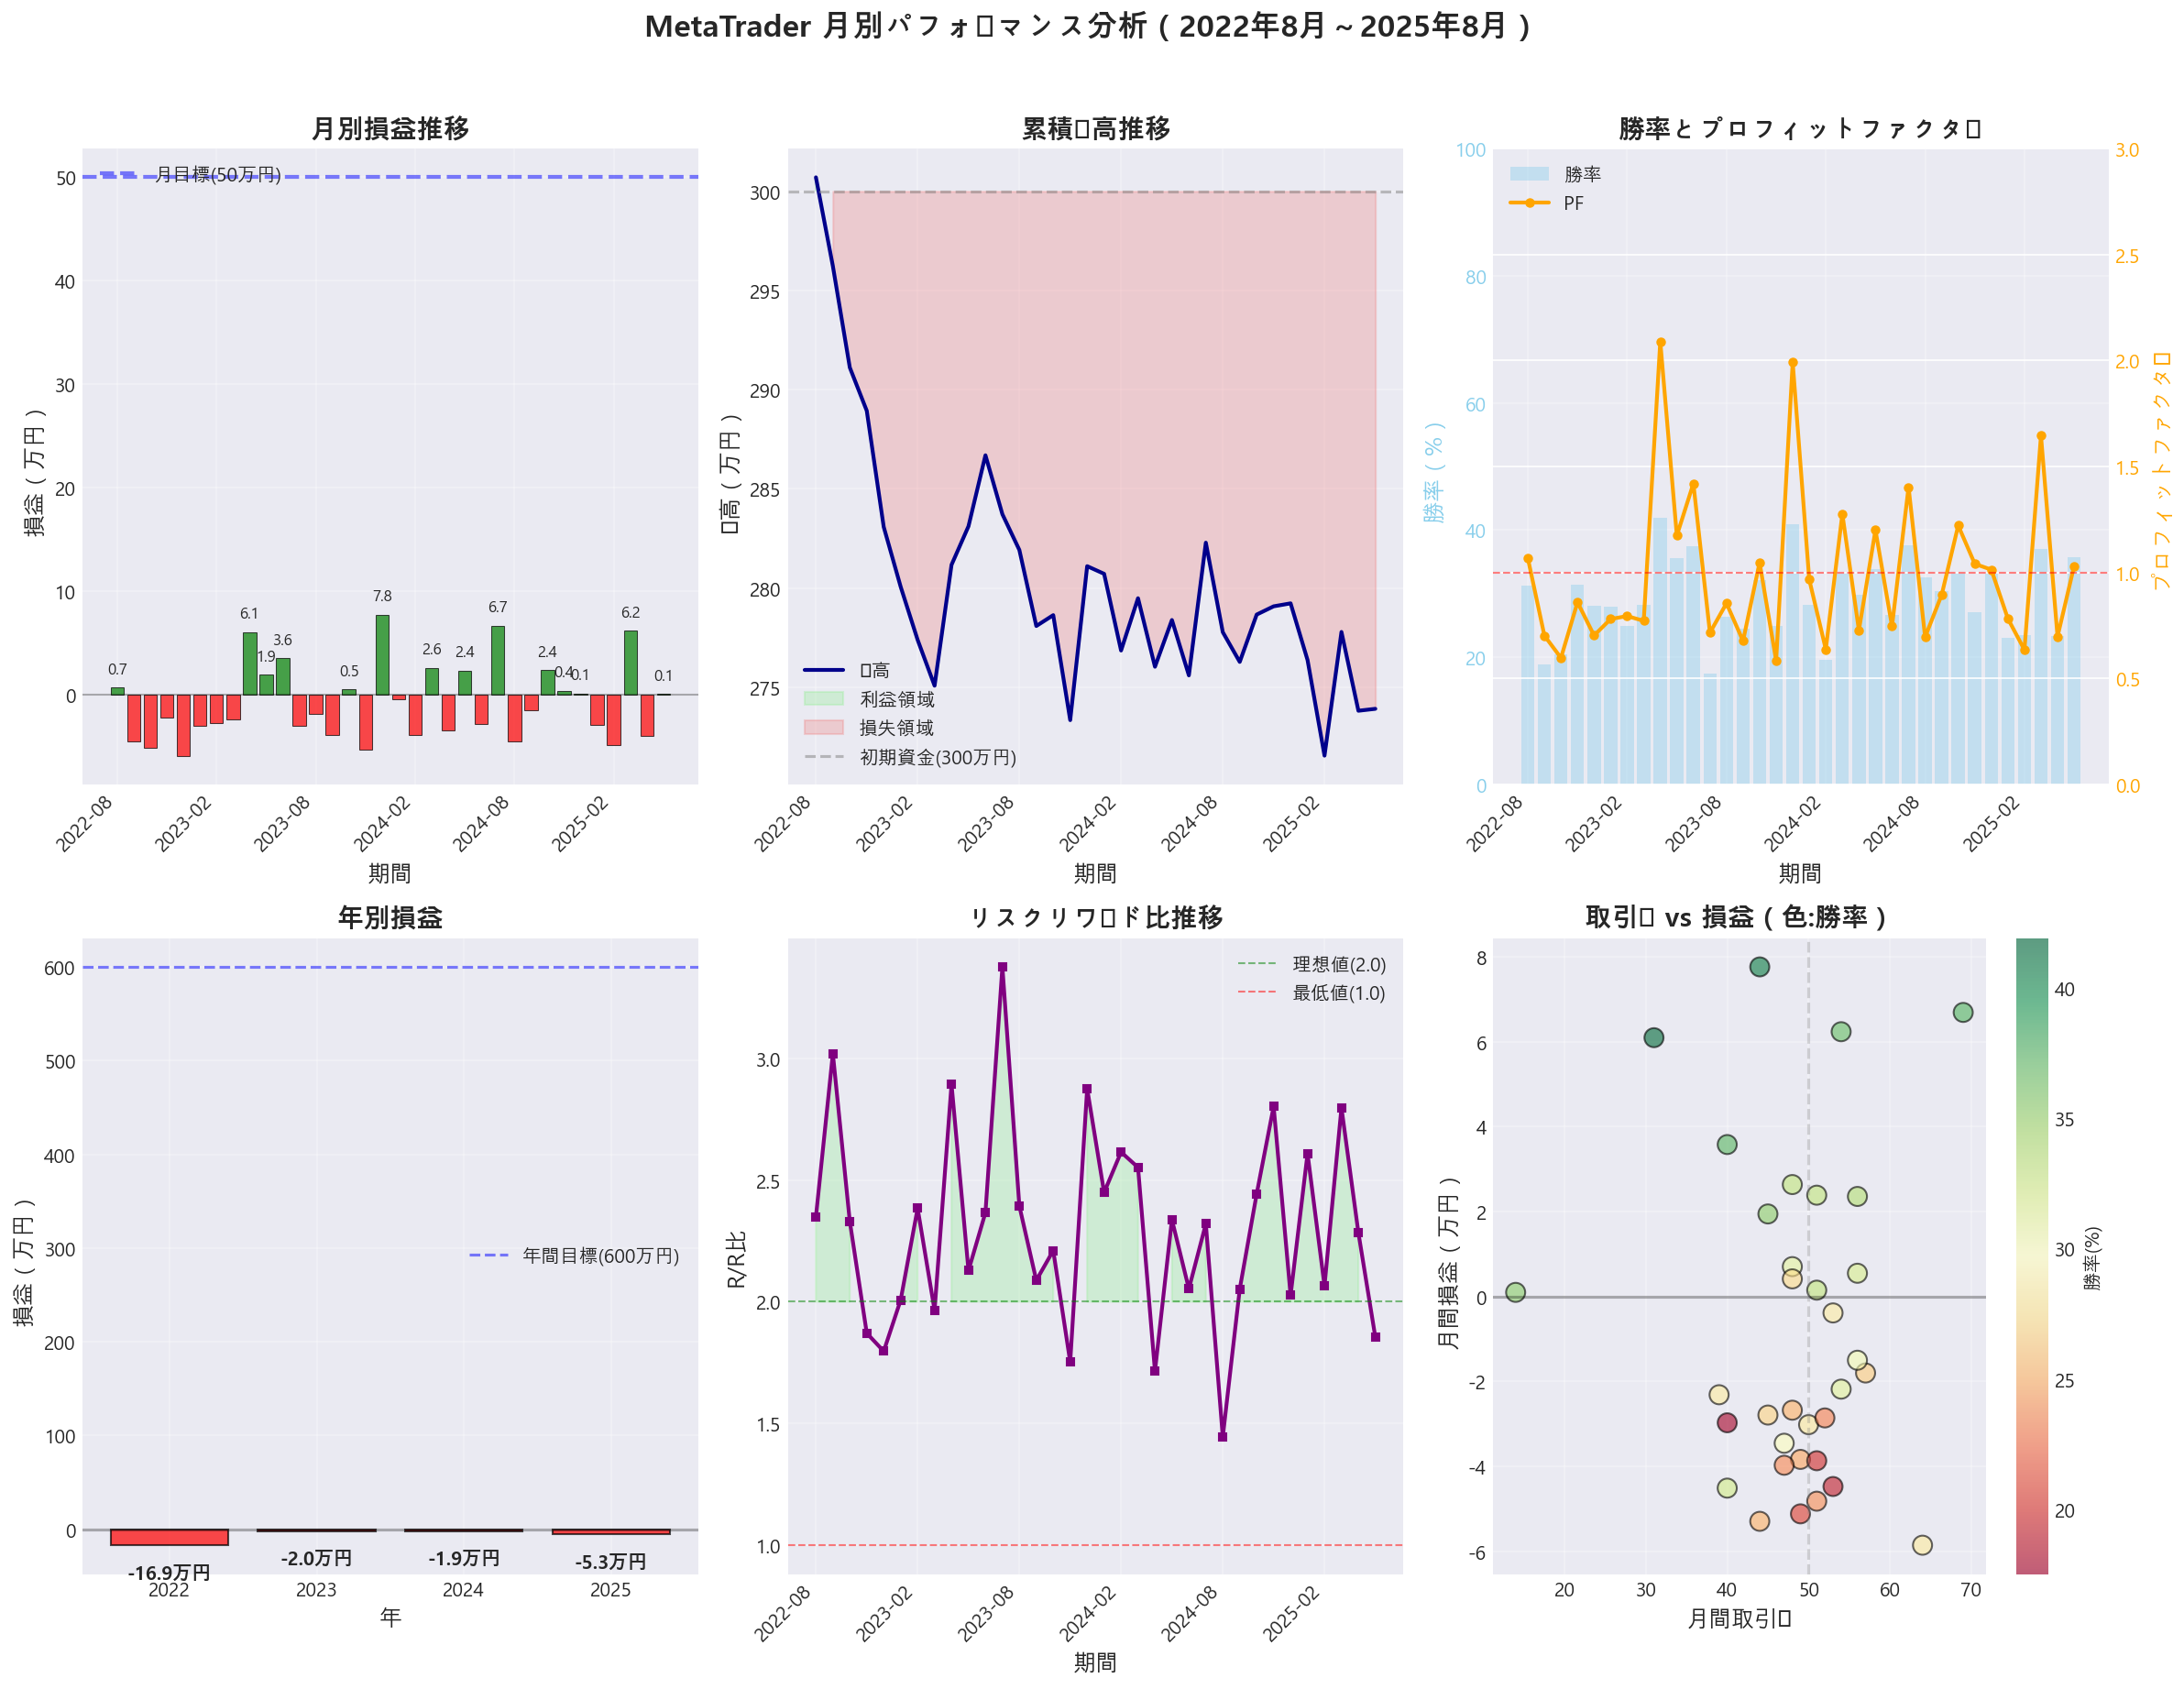 MetaTrader 月別パフォ▯マンス分析 ( 2022年8月～2025年8月 )
月別損益推移
月目標(50万円)
50
40
30
20
10
0
損益 ( 万円 )
0.7
6.1
1.9
3.6
0.5
7.8
2.6
2.4
6.7
2.4
0.4
0.1
6.2
0.1
2022-08
2023-02
2023-08
2024-02
2024-08
2025-02
期間
累積▯高推移
300
295
290
285
280
275
▯高 ( 万円 )
▯高
利益領域
損失領域
初期資金(300万円)
2022-08
2023-02
2023-08
2024-02
2024-08
2025-02
期間
勝率とプロフィットファクタ▯
勝率
PF
100
80
60
40
20
0
勝率 ( % )
3.0
2.5
2.0
1.5
1.0
0.5
0.0
プロフィットファクタ▯
2022-08
2023-02
2023-08
2024-02
2024-08
2025-02
期間
年別損益
600
500
400
300
200
100
0
損益 ( 万円 )
年間目標(600万円)
-16.9万円
-2.0万円
-1.9万円
-5.3万円
2022
2023
2024
2025
年
リスクリワ▯ド比推移
理想値(2.0)
最低値(1.0)
3.0
2.5
2.0
1.5
1.0
R/R比
2022-08
2023-02
2023-08
2024-02
2024-08
2025-02
期間
取引▯ vs 損益 ( 色:勝率 )
8
6
4
2
0
-2
-4
-6
月間損益 ( 万円 )
20
30
40
50
60
70
月間取引▯
40
35
30
25
20
勝率(%)